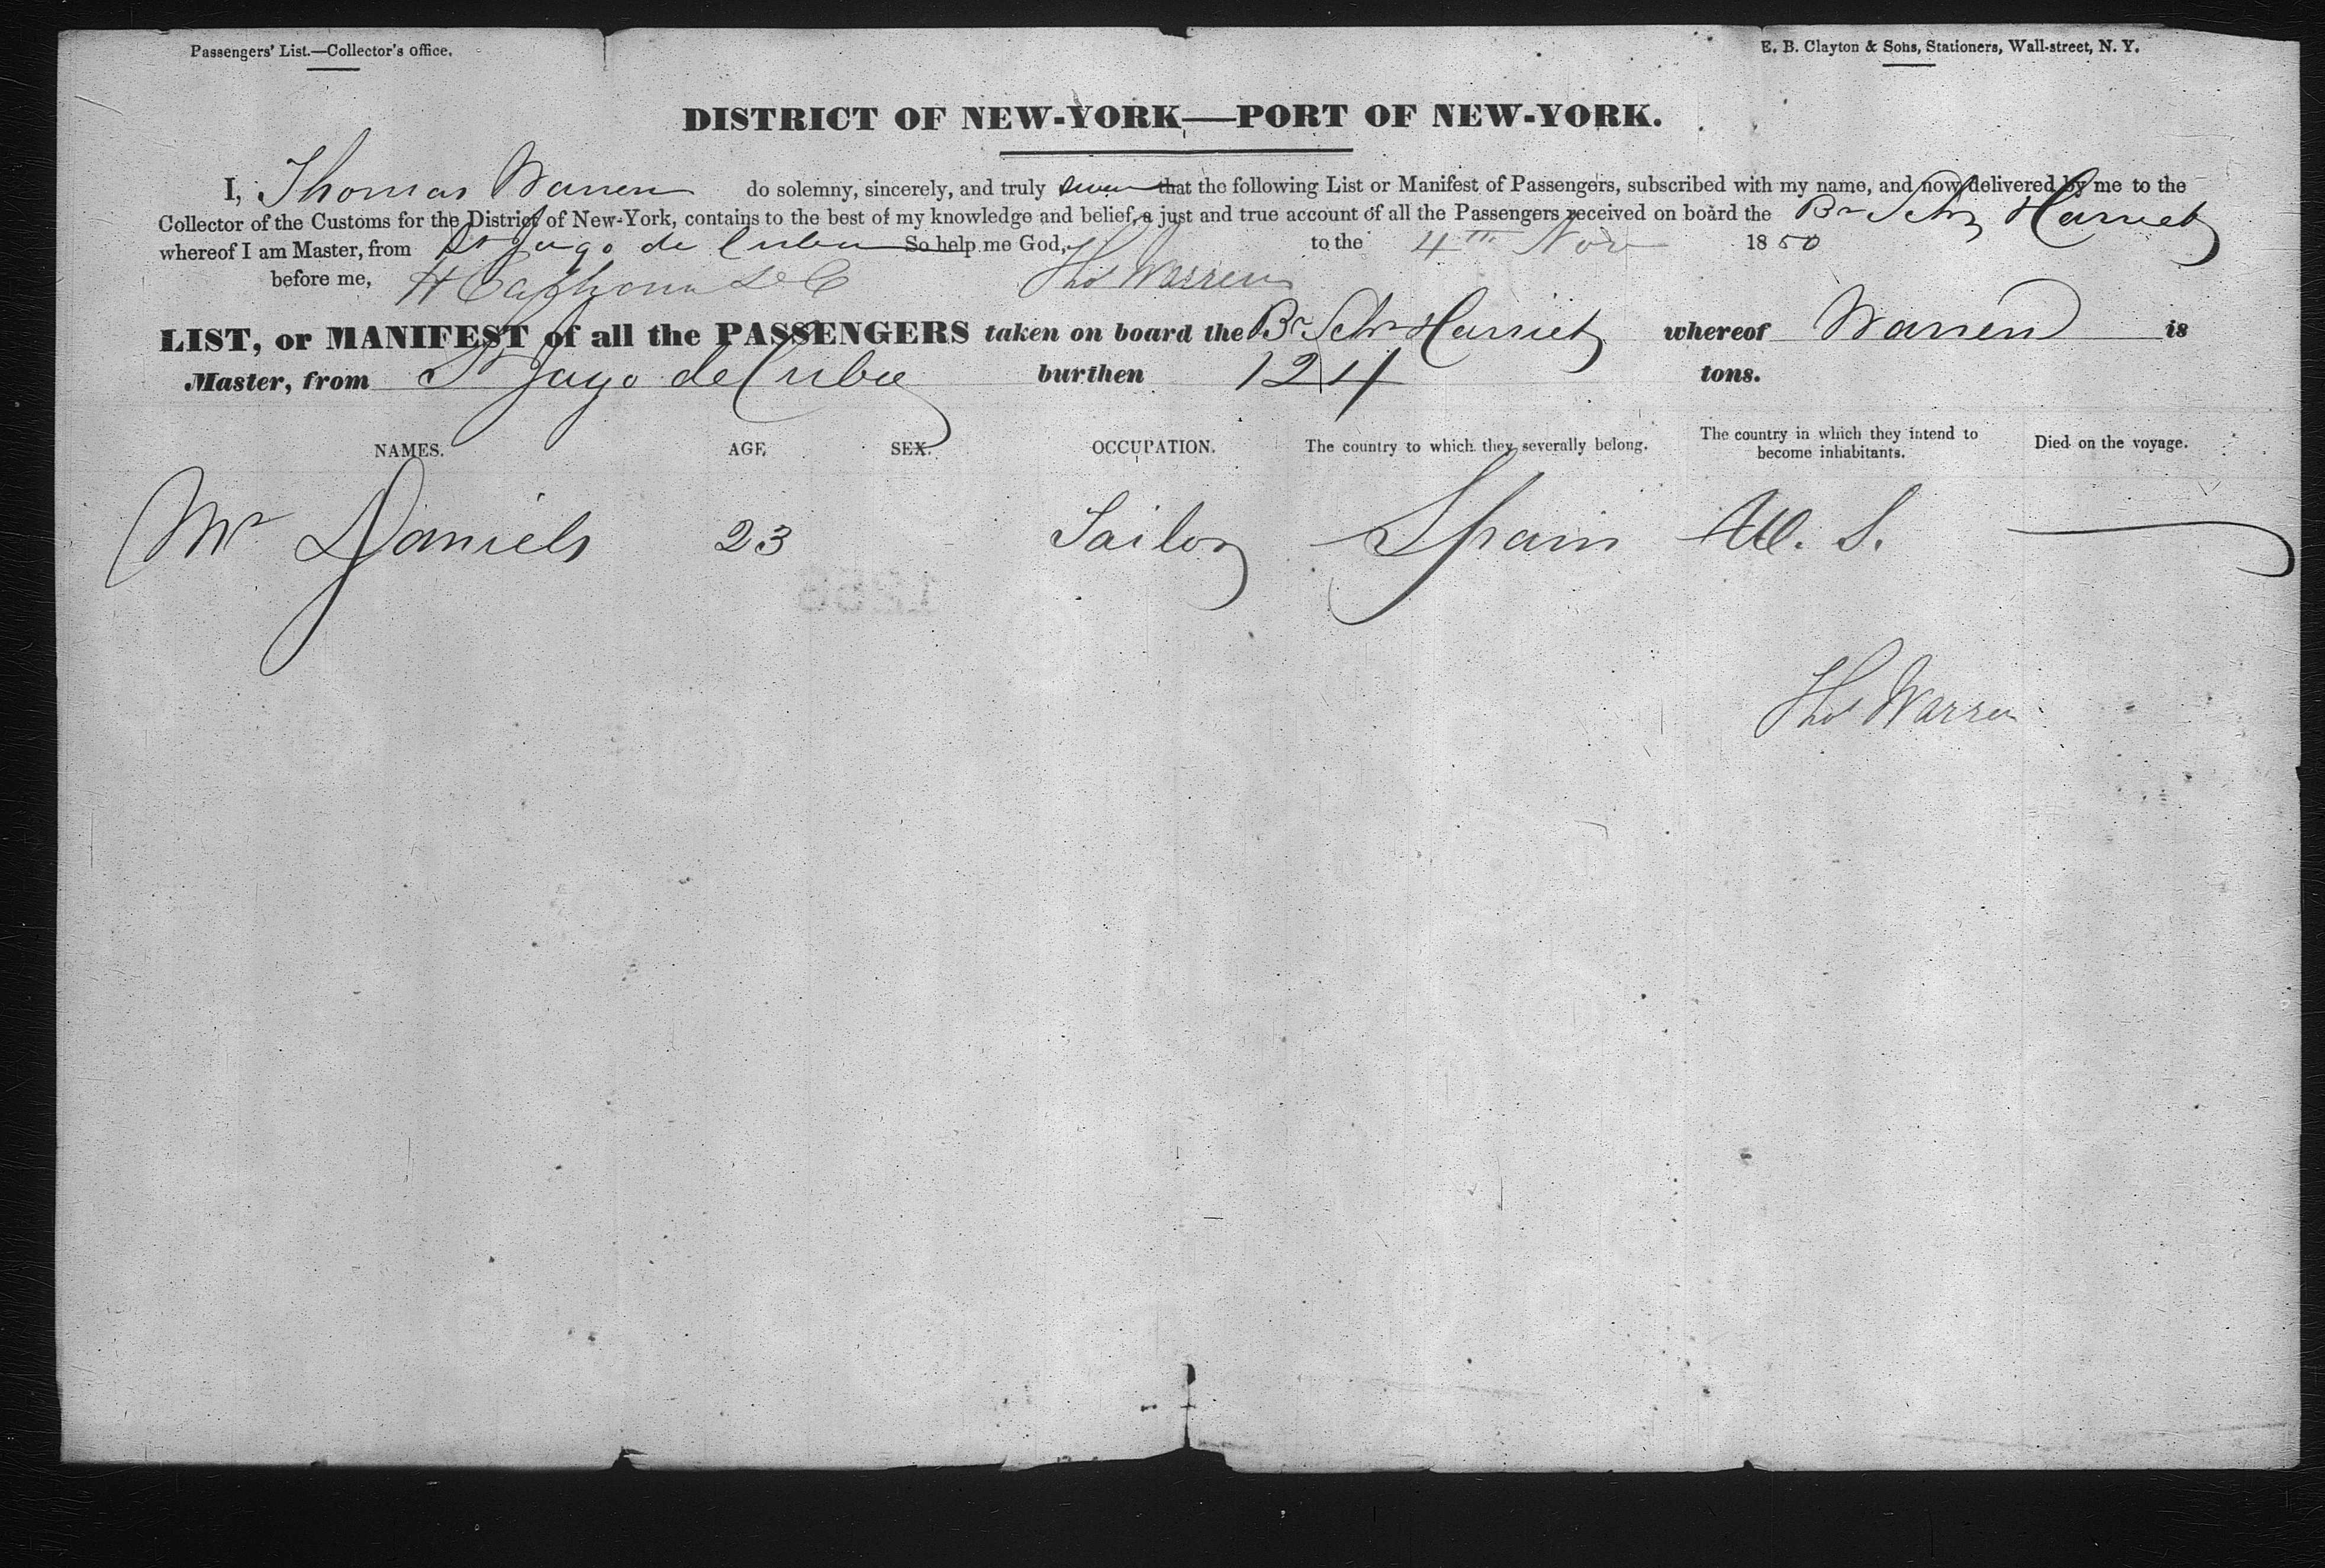 Passengers' List.—Collector's office.
E. B. Clayton & Sons, Stationers, Wall-street, N. Y.
DISTRICT OF NEW-YORK—PORT OF NEW-YORK.
I, Thomas Warren do solemny, sincerely, and truly swear that the following List or Manifest of Passengers, subscribed with my name, and now delivered by me to the
Collector of the Customs for the District of New-York, contains to the best of my knowledge and belief, a just and true account of all the Passengers received on board the Br Schr Harriet
whereof I am Master, from St Jago de Cuba So help me God, to the 4th Nov 1850
before me, Thos Warren
LIST, or MANIFEST of all the PASSENGERS taken on board the Br Schr Harriet whereof Warren is
Master, from St Jago de Cuba burthen 124 tons.
NAMES. AGE SEX. OCCUPATION. The country to which they severally belong. The country in which they intend to become inhabitants. Died on the voyage.
Mr Daniels 23 Sailor Spain U. S.
Thos Warren